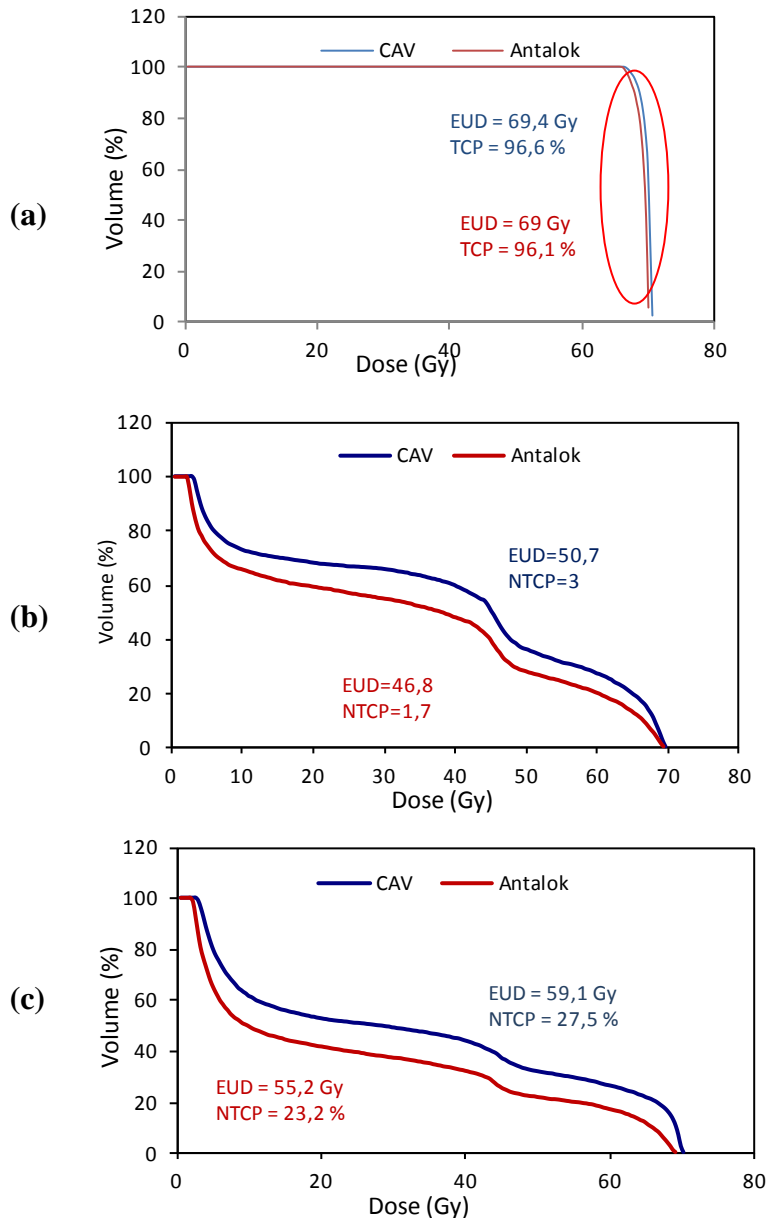 (a)
120
100
80
60
40
20
0
Volume (%)
CAV Antalok
EUD = 69,4 Gy
TCP = 96,6 %
EUD = 69 Gy
TCP = 96,1 %
0 20 40 60 80
Dose (Gy)
(b)
120
100
80
60
40
20
0
Volume (%)
CAV Antalok
EUD=50,7
NTCP=3
EUD=46,8
NTCP=1,7
0 10 20 30 40 50 60 70 80
Dose (Gy)
(c)
120
100
80
60
40
20
0
Volume (%)
CAV Antalok
EUD = 59,1 Gy
NTCP = 27,5 %
EUD = 55,2 Gy
NTCP = 23,2 %
0 20 40 60 80
Dose (Gy)